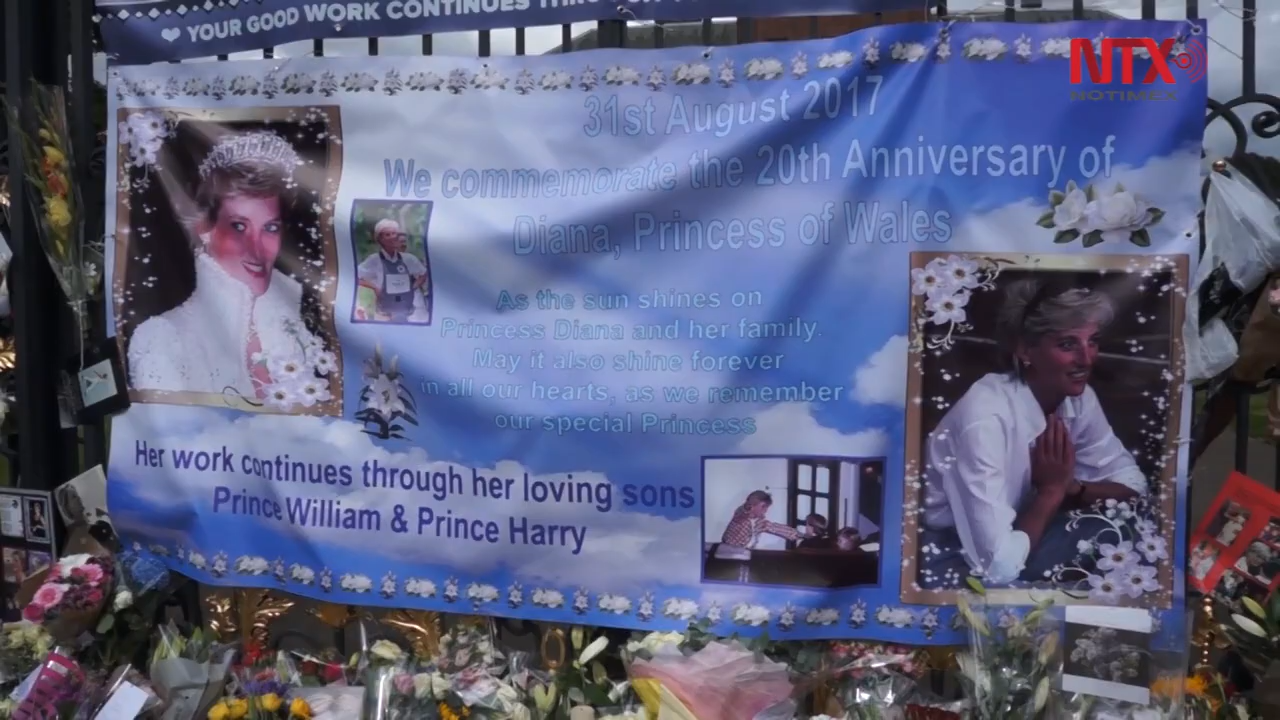 ❤ YOUR GOOD WORK CONTINUES
NTX
NOTIMEX
31st August 2017
We commemorate the 20th Anniversary of
Diana, Princess of Wales
As the sun shines on
Princess Diana and her family.
May it also shine forever
in all our hearts, as we remember
our special Princess
Her work continues through her loving sons
Prince William & Prince Harry